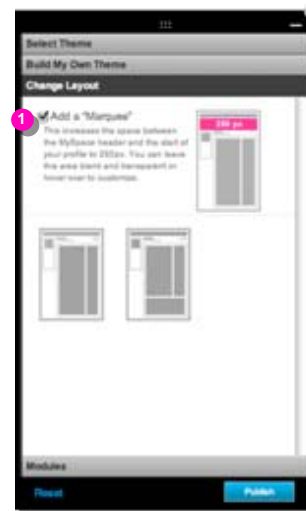 Select Theme
Build My Own Theme
Change Layout
1
Add a "Marquee"
This increases the space between
the MySpace header and the start of
your profile to 250px. You can leave
this area blank and transparent or
hover over to customize.
250 px
Modules
Reset
Publish